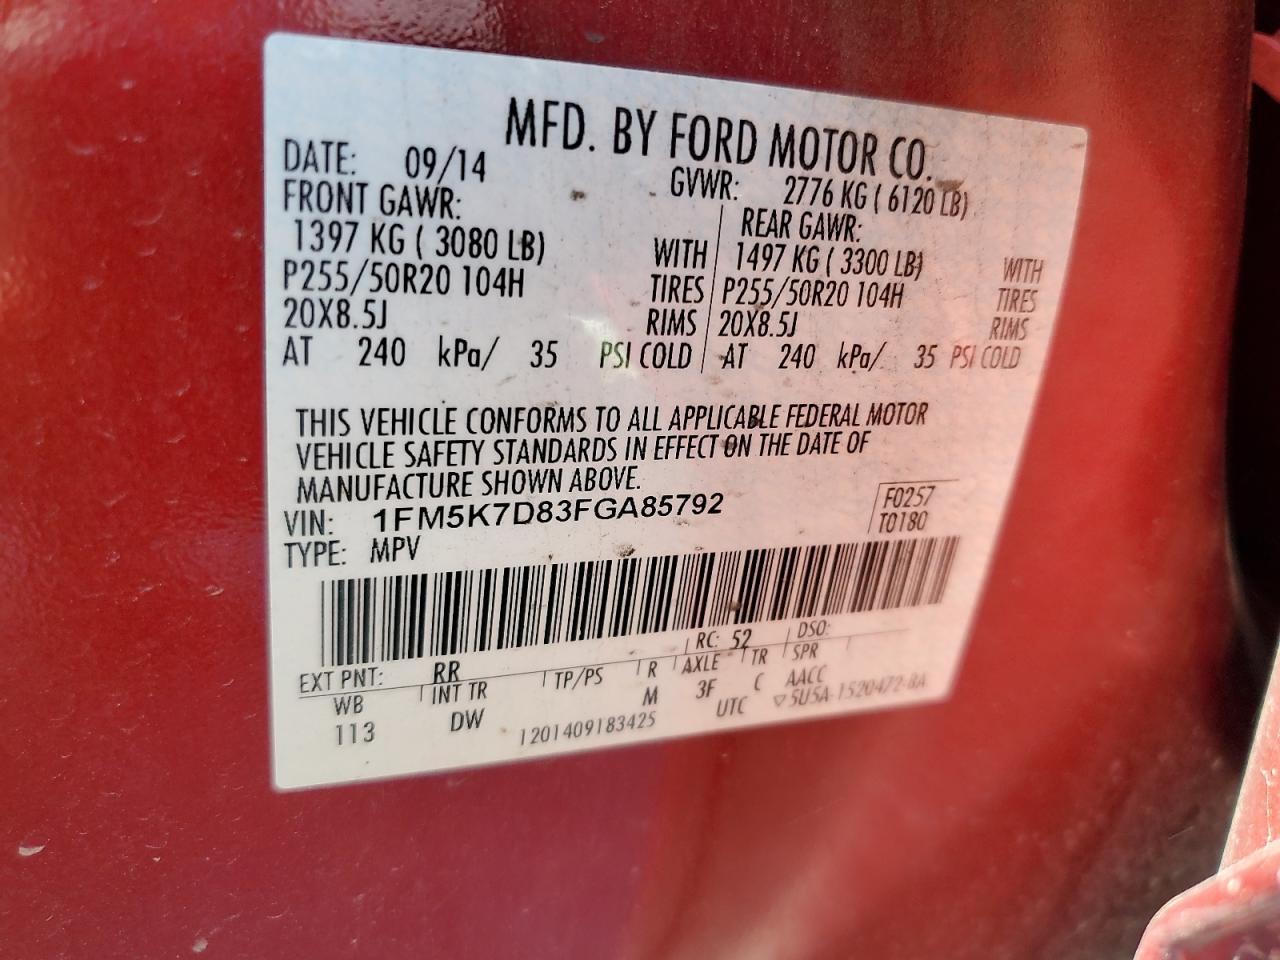 MFD. BY FORD MOTOR CO.
DATE: 09/14 GVWR: 2776 KG ( 6120 LB)
FRONT GAWR: REAR GAWR:
1397 KG ( 3080 LB) WITH 1497 KG ( 3300 LB) WITH
P255/50R20 104H TIRES P255/50R20 104H TIRES
20X8.5J RIMS 20X8.5J RIMS
AT 240 kPa/ 35 PSI COLD AT 240 kPa/ 35 PSI COLD
THIS VEHICLE CONFORMS TO ALL APPLICABLE FEDERAL MOTOR
VEHICLE SAFETY STANDARDS IN EFFECT ON THE DATE OF
MANUFACTURE SHOWN ABOVE.
VIN: 1FM5K7D83FGA85792 F0257
TYPE: MPV T0180
EXT PNT: RR RC: 52 DSO:
WB INT TR TP/PS R AXLE TR SPR
113 DW M 3F C AACC
1201409183425 UTC ▽5U5A-1520472-BA